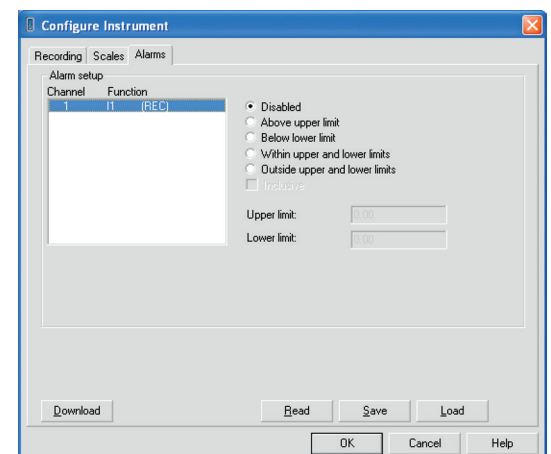 Configure Instrument
Recording Scales Alarms
Alarm setup
Channel Function
1 I1 (REC)
Disabled
Above upper limit
Below lower limit
Within upper and lower limits
Outside upper and lower limits
Inclusive
Upper limit: 0.00
Lower limit: 0.00
Download Read Save Load
OK Cancel Help